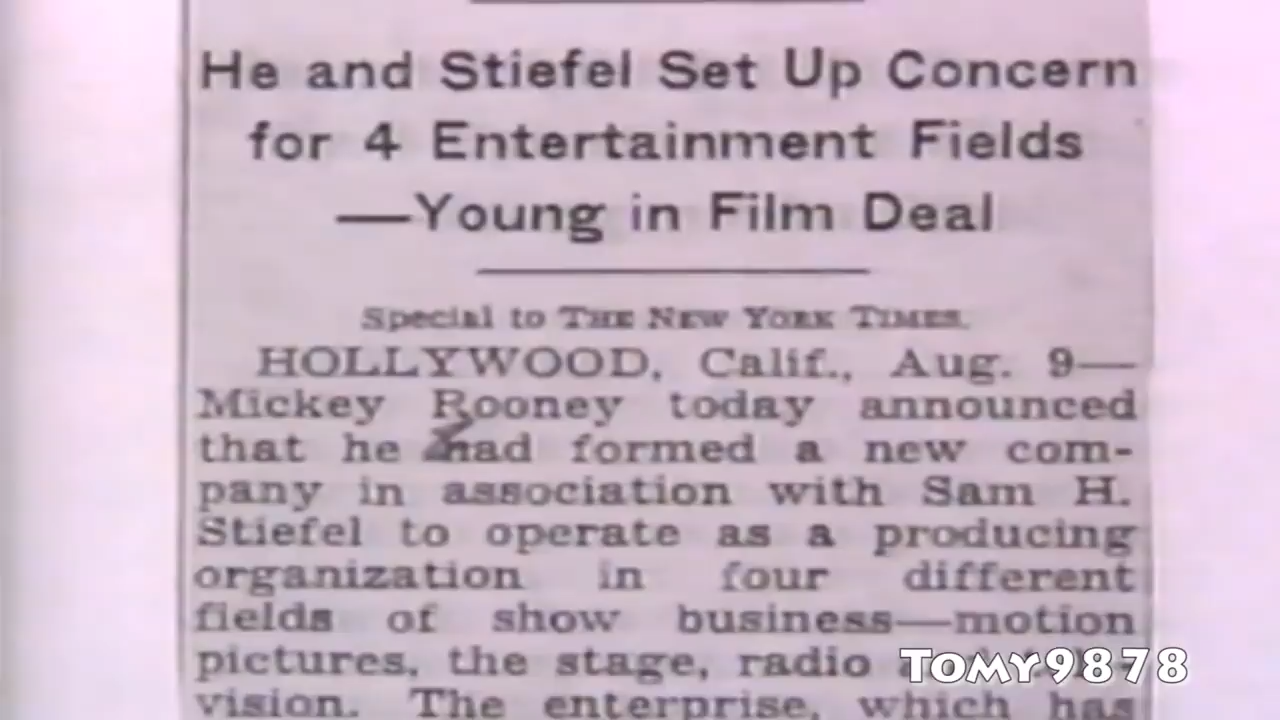 He and Stiefel Set Up Concern
for 4 Entertainment Fields
—Young in Film Deal
Special to THE NEW YORK TIMES.
HOLLYWOOD, Calif., Aug. 9—
Mickey Rooney today announced
that he had formed a new com-
pany in association with Sam H.
Stiefel to operate as a producing
organization in four different
fields of show business—motion
pictures, the stage, radio
vision. The enterprise, which has
TOMY9878